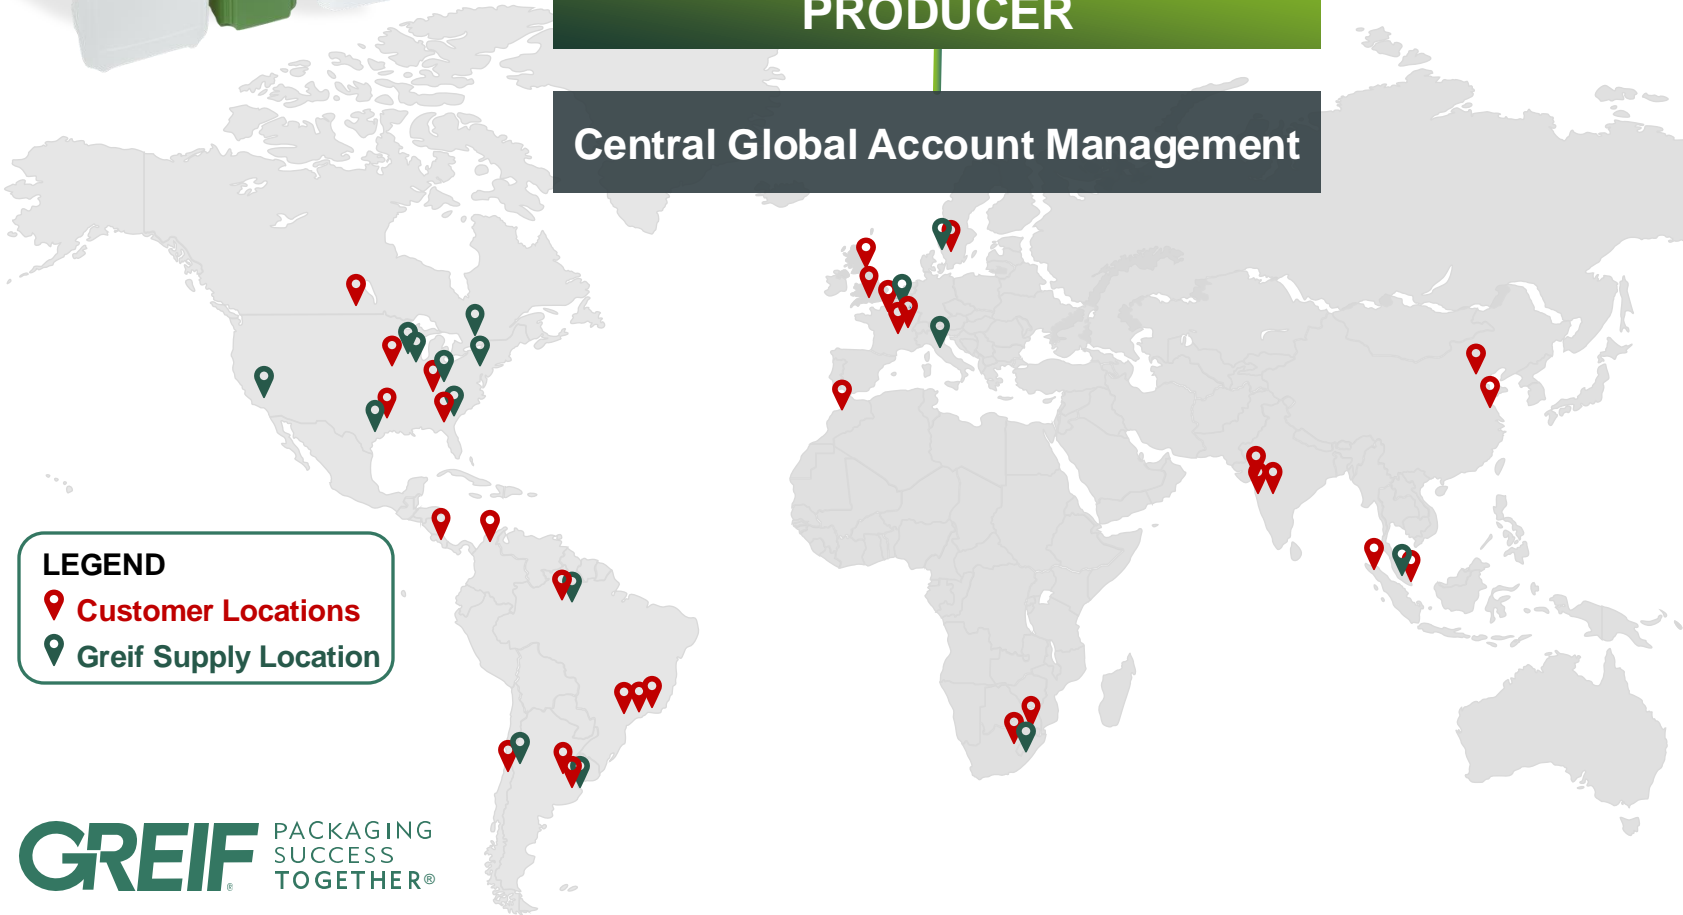 PRODUCER
Central Global Account Management
LEGEND
Customer Locations
Greif Supply Location
GREIF®
PACKAGING
SUCCESS
TOGETHER®